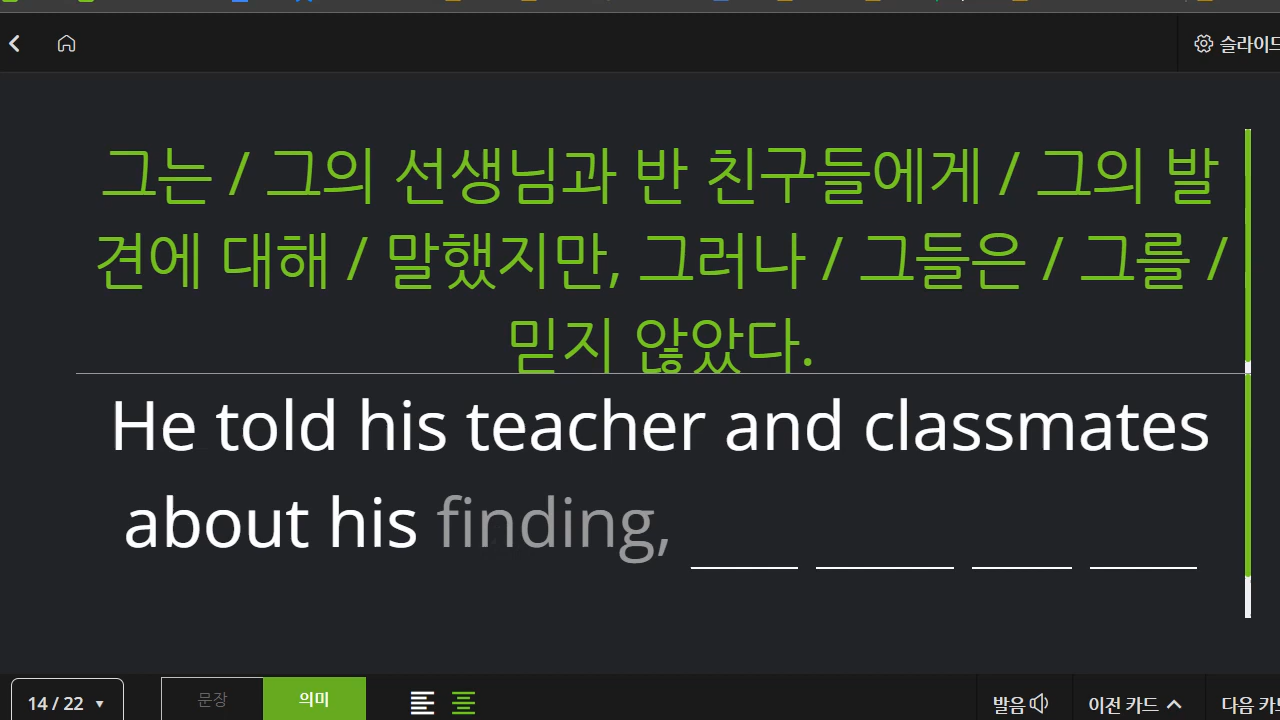 슬라이드
그는 / 그의 선생님과 반 친구들에게 / 그의 발
견에 대해 / 말했지만, 그러나 / 그들은 / 그를 /
믿지 않았다.
He told his teacher and classmates
about his finding,
14 / 22 문장 의미 발음 이전 카드 다음